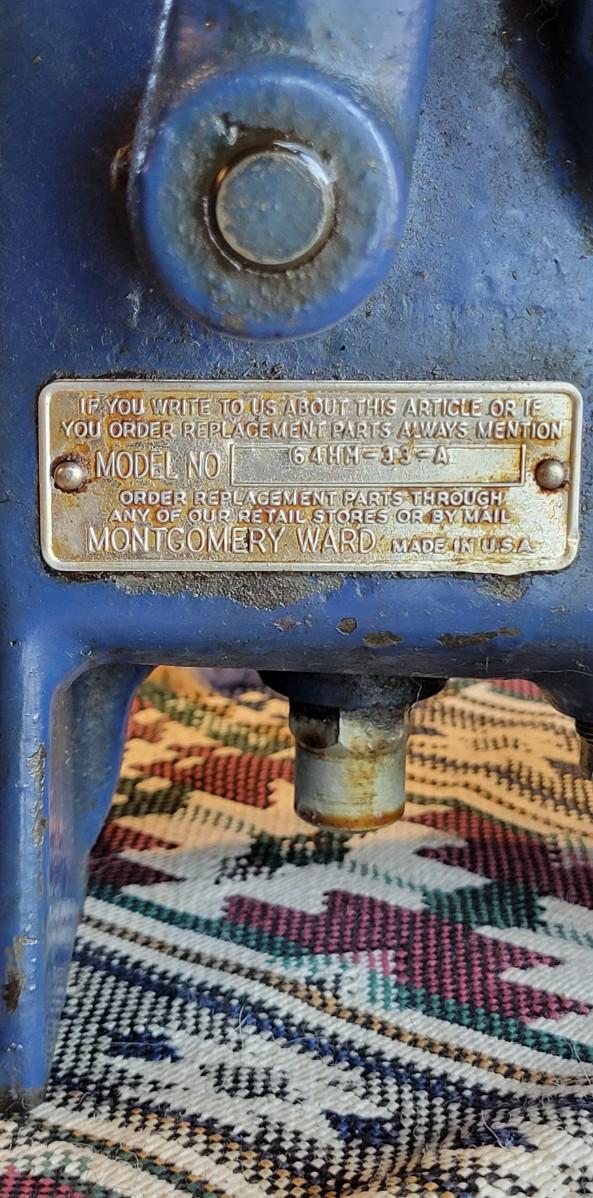 IF YOU WRITE TO US ABOUT THIS ARTICLE OR IF
YOU ORDER REPLACEMENT PARTS ALWAYS MENTION
MODEL NO 64HM-33-A
ORDER REPLACEMENT PARTS THROUGH
ANY OF OUR RETAIL STORES OR BY MAIL
MONTGOMERY WARD MADE IN U.S.A.